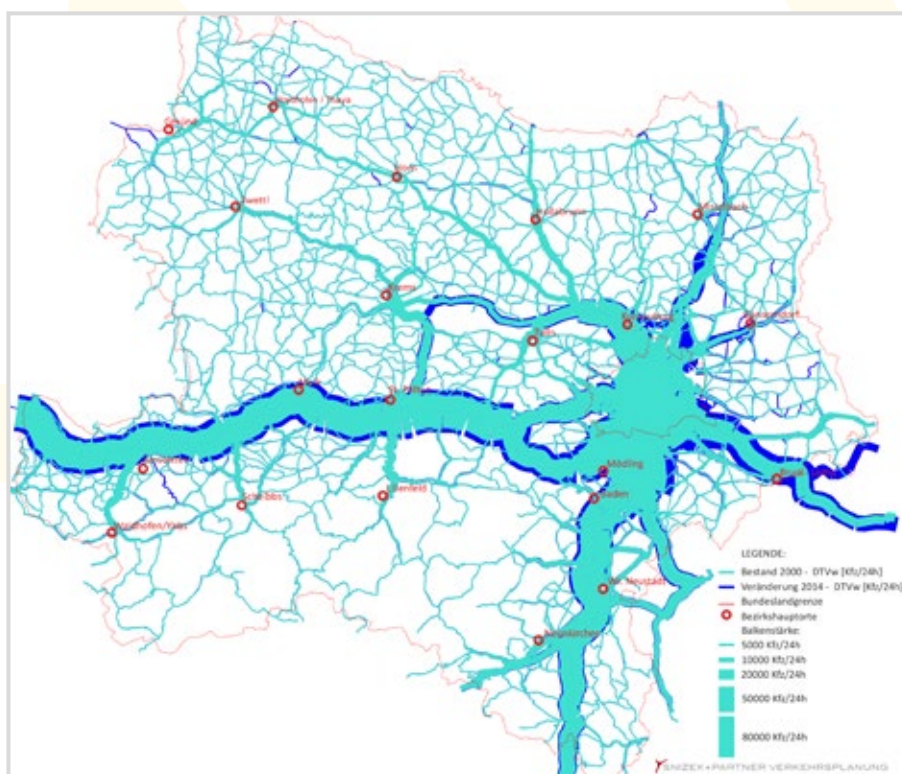 Waidhofen / Thaya
Gmünd
Horn
Zwettl
Hollabrunn
Mistelbach
Krems
Korneuburg
Gänserndorf
Tulln
Melk
St. Pölten
Amstetten
Mödling
Bruck
Baden
Lilienfeld
Scheibbs
Waidhofen/Ybbs
Wr. Neustadt
Neunkirchen
LEGENDE:
Bestand 2000 - DTVw [Kfz/24h]
Veränderung 2014 - DTVw [Kfz/24h]
Bundeslandgrenze
Bezirkshauptorte
Balkenstärke:
5000 Kfz/24h
10000 Kfz/24h
20000 Kfz/24h
50000 Kfz/24h
80000 Kfz/24h
SNIZEK+PARTNER VERKEHRSPLANUNG